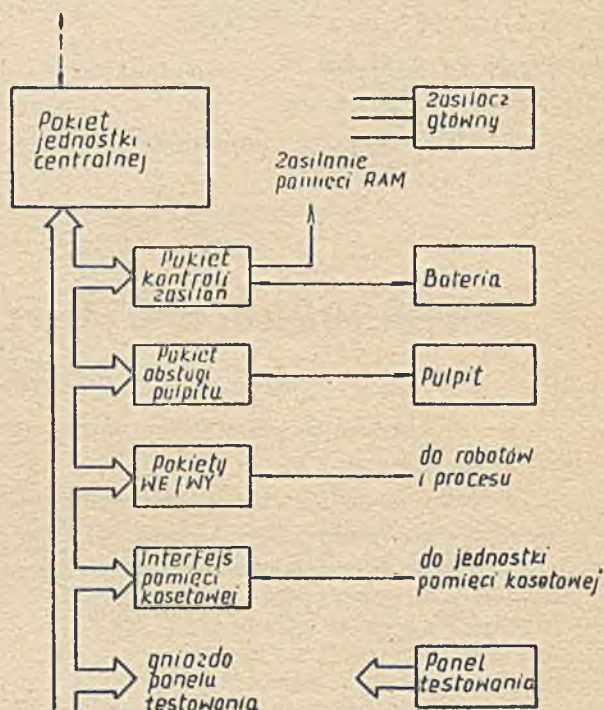 Pakiet
jednostki
centralnej
Zasilacz
główny
Zasilanie
pamięci RAM
Pakiet
kontroli
zasilań
Bateria
Pakiet
obsługi
pulpitu
Pulpit
Pakiety
WE/WY
do robotów
i procesu
Interfejs
pamięci
kasetowej
do jednostki
pamięci kasetowej
gniazdo
panelu
testowania
Panel
testowania